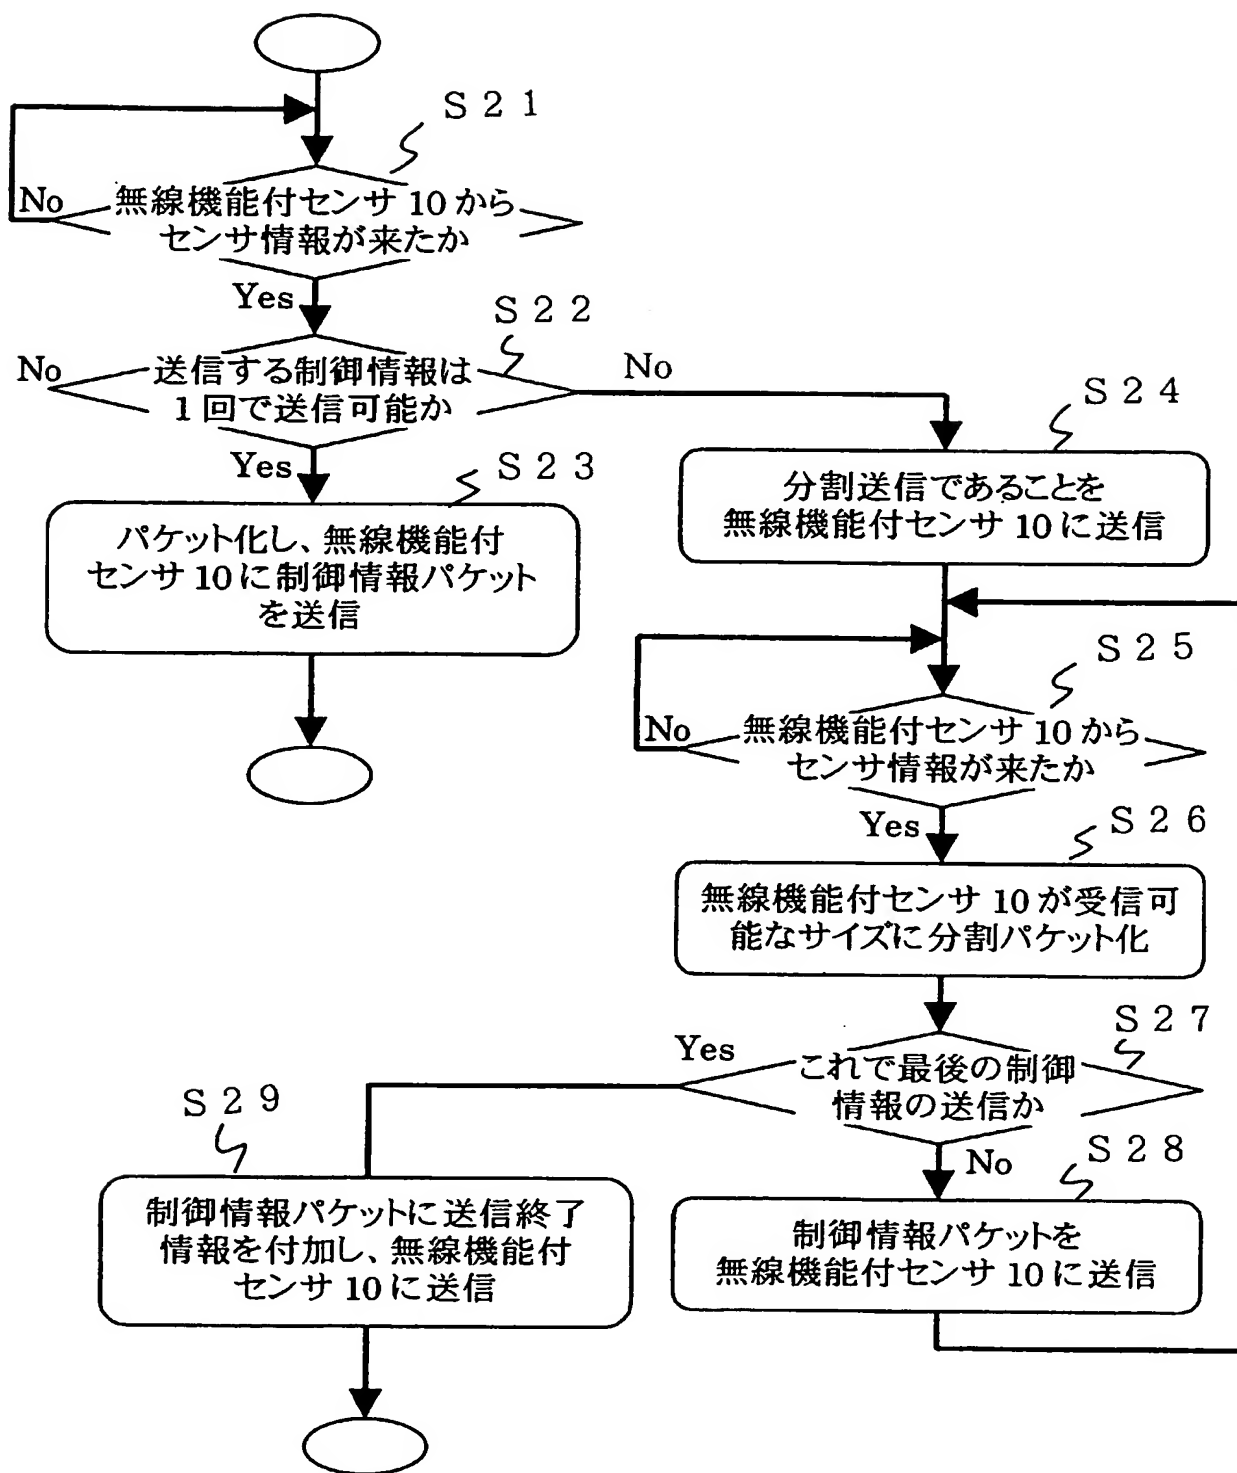 S21
No
無線機能付センサ 10 から
センサ情報が来たか
Yes
S22
No
送信する制御情報は
1 回で送信可能か
No
Yes
S23
パケット化し、無線機能付
センサ 10 に制御情報パケット
を送信
S24
分割送信であることを
無線機能付センサ 10 に送信
S25
No
無線機能付センサ 10 から
センサ情報が来たか
Yes
S26
無線機能付センサ 10 が受信可
能なサイズに分割パケット化
S27
Yes
これで最後の制御
情報の送信か
No
S28
制御情報パケットを
無線機能付センサ 10 に送信
S29
制御情報パケットに送信終了
情報を付加し、無線機能付
センサ 10 に送信